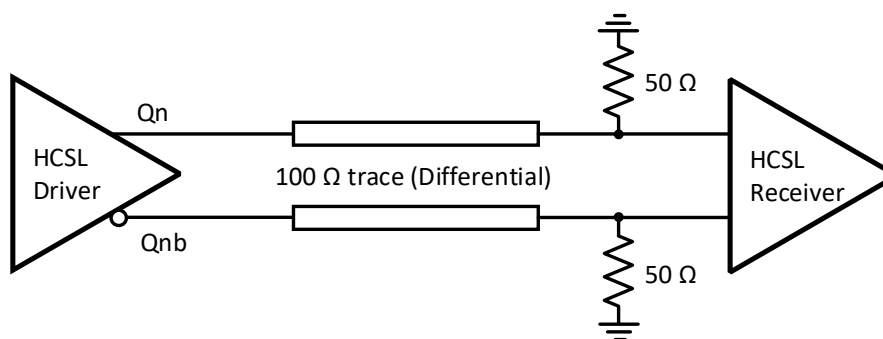 Qn
50 Ω
HCSL
Driver
100 Ω trace (Differential)
HCSL
Receiver
Qnb
50 Ω